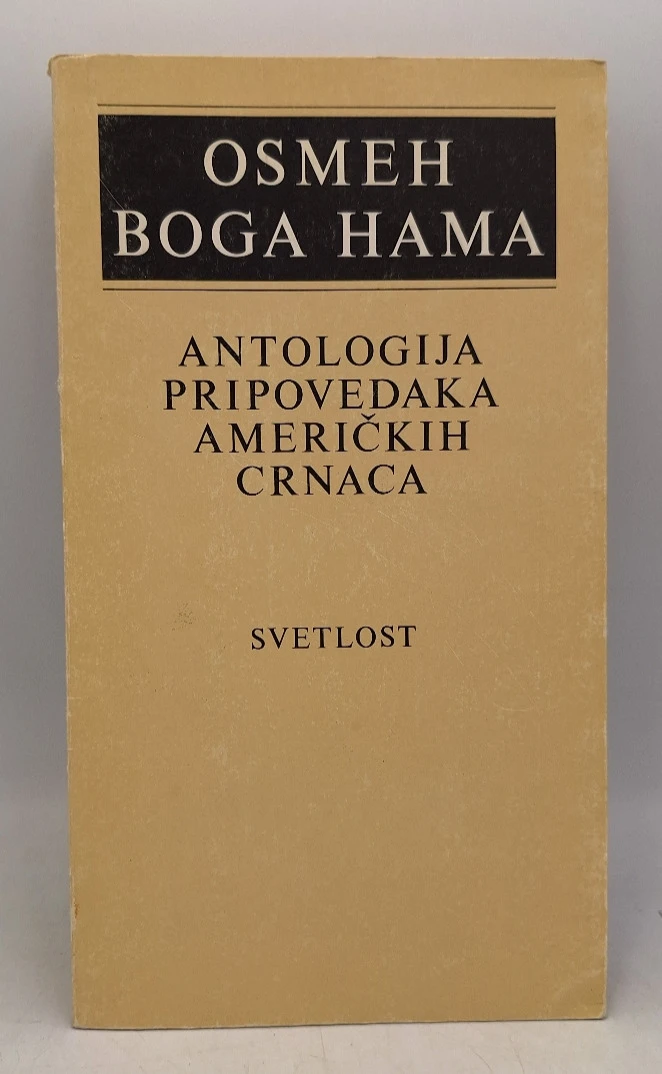 OSMEH
BOGA HAMA
ANTOLOGIJA
PRIPOVEDAKA
AMERIČKIH
CRNACA
SVETLOST